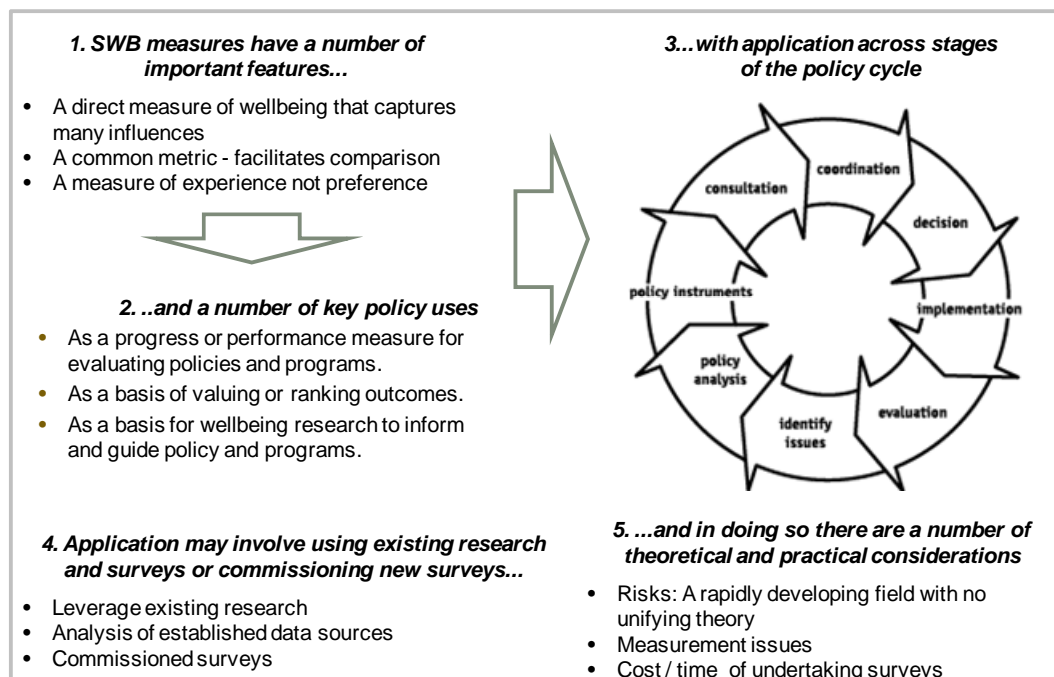 1. SWB measures have a number of
important features...
• A direct measure of wellbeing that captures
many influences
• A common metric - facilitates comparison
• A measure of experience not preference
2. ..and a number of key policy uses
• As a progress or performance measure for
evaluating policies and programs.
• As a basis of valuing or ranking outcomes.
• As a basis for wellbeing research to inform
and guide policy and programs.
3...with application across stages
of the policy cycle
coordination
consultation
decision
policy instruments
implementation
policy
analysis
evaluation
identify
issues
4. Application may involve using existing research
and surveys or commissioning new surveys...
• Leverage existing research
• Analysis of established data sources
• Commissioned surveys
5. ...and in doing so there are a number of
theoretical and practical considerations
• Risks: A rapidly developing field with no
unifying theory
• Measurement issues
• Cost / time of undertaking surveys